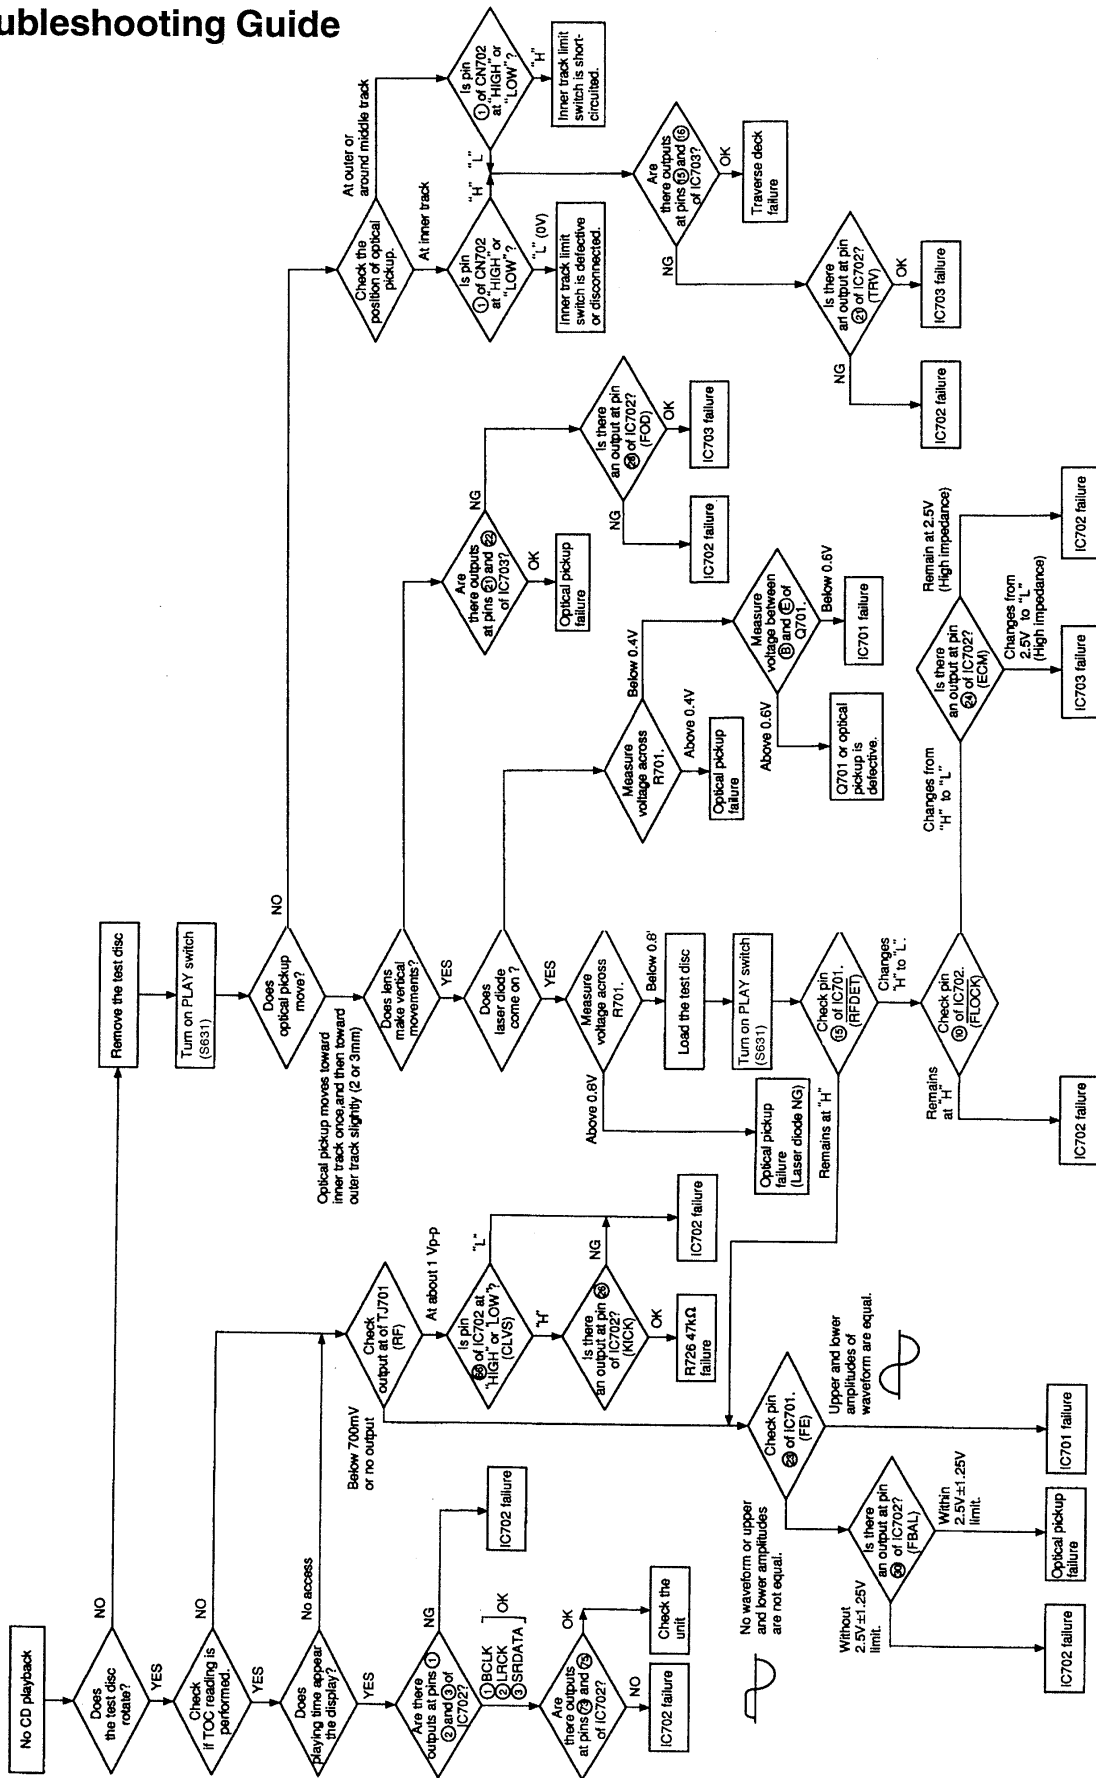 ubleshooting Guide
No CD playback
Does
the test disc
rotate?
NO
YES
Check
if TOC reading is
performed.
NO
YES
Does
playing time appear
the display?
No access
YES
Are there
outputs at pins ①
② and ③ of
IC702?
NG
IC702 failure
① BCLK
② LRCK
③ SRDATA
OK
Are
there outputs
at pins 74 and 75
of IC702?
OK
Check the
unit
NO
IC702 failure
Remove the test disc
Turn on PLAY switch
(S631)
Does
optical pickup
move?
NO
Optical pickup moves toward
inner track once,and then toward
outer track slightly (2 or 3mm)
Does lens
make vertical
movements?
YES
Does
laser diode
come on ?
YES
Measure
voltage across
R701.
Above 0.8V
Optical pickup
failure
(Laser diode NG)
Below 0.8'
Load the test disc
Turn on PLAY switch
(S631)
Check pin
⑮ of IC701.
(RFDET)
Remains at "H"
Changes
"H" to "L".
Check pin
⑩ of IC702.
(FLOCK)
Remains
at "H"
IC702 failure
Changes from
"H" to "L"
Is there
an output at pin
㉔ of IC702?
(ECM)
Remain at 2.5V
(High impedance)
IC702 failure
Changes from
2.5V to "L"
(High impedance)
IC703 failure
Check
output at of TJ701
(RF)
Below 700mV
or no output
At about 1 Vp-p
Is pin
of IC702 at
"HIGH" or "LOW"?
(CLVS)
"L"
"H"
Is there
an output at pin ㉖
of IC702?
(KICK)
NG
IC702 failure
OK
R726 47kΩ
failure
Check pin
of IC701.
(FE)
No waveform or upper
and lower amplitudes
are not equal.
Upper and lower
amplitudes of
waveform are equal.
IC701 failure
Is there
an output at pin
of IC702?
(FBAL)
Without
2.5V±1.25V
limit.
IC702 failure
Within
2.5V±1.25V
limit.
Optical pickup
failure
Measure
voltage across
R701.
Below 0.4V
Above 0.4V
Optical pickup
failure
Measure
voltage between
Ⓑ and Ⓔ of
Q701.
Above 0.6V
Q701 or optical
pickup is
defective.
Below 0.6V
IC701 failure
Are
there outputs
at pins ㉑ and ㉒
of IC703?
NG
OK
Optical pickup
failure
Is there
an output at pin
of IC702?
(FOD)
NG
IC702 failure
OK
IC703 failure
Check the
position of optical
pickup.
At outer or
around middle track
At inner track
Is pin
① of CN702
at "HIGH" or
"LOW"?
"H"
"L" (0V)
Inner track limit
switch is defective
or disconnected.
Is pin
① of CN702
at "HIGH" or
"LOW"?
"L"
"H"
Inner track limit
switch is short-
circuited.
Are
there outputs
at pins ⑮ and ⑯
of IC703?
NG
OK
Traverse deck
failure
Is there
an output at pin
㉑ of IC702?
(TRV)
NG
IC702 failure
OK
IC703 failure